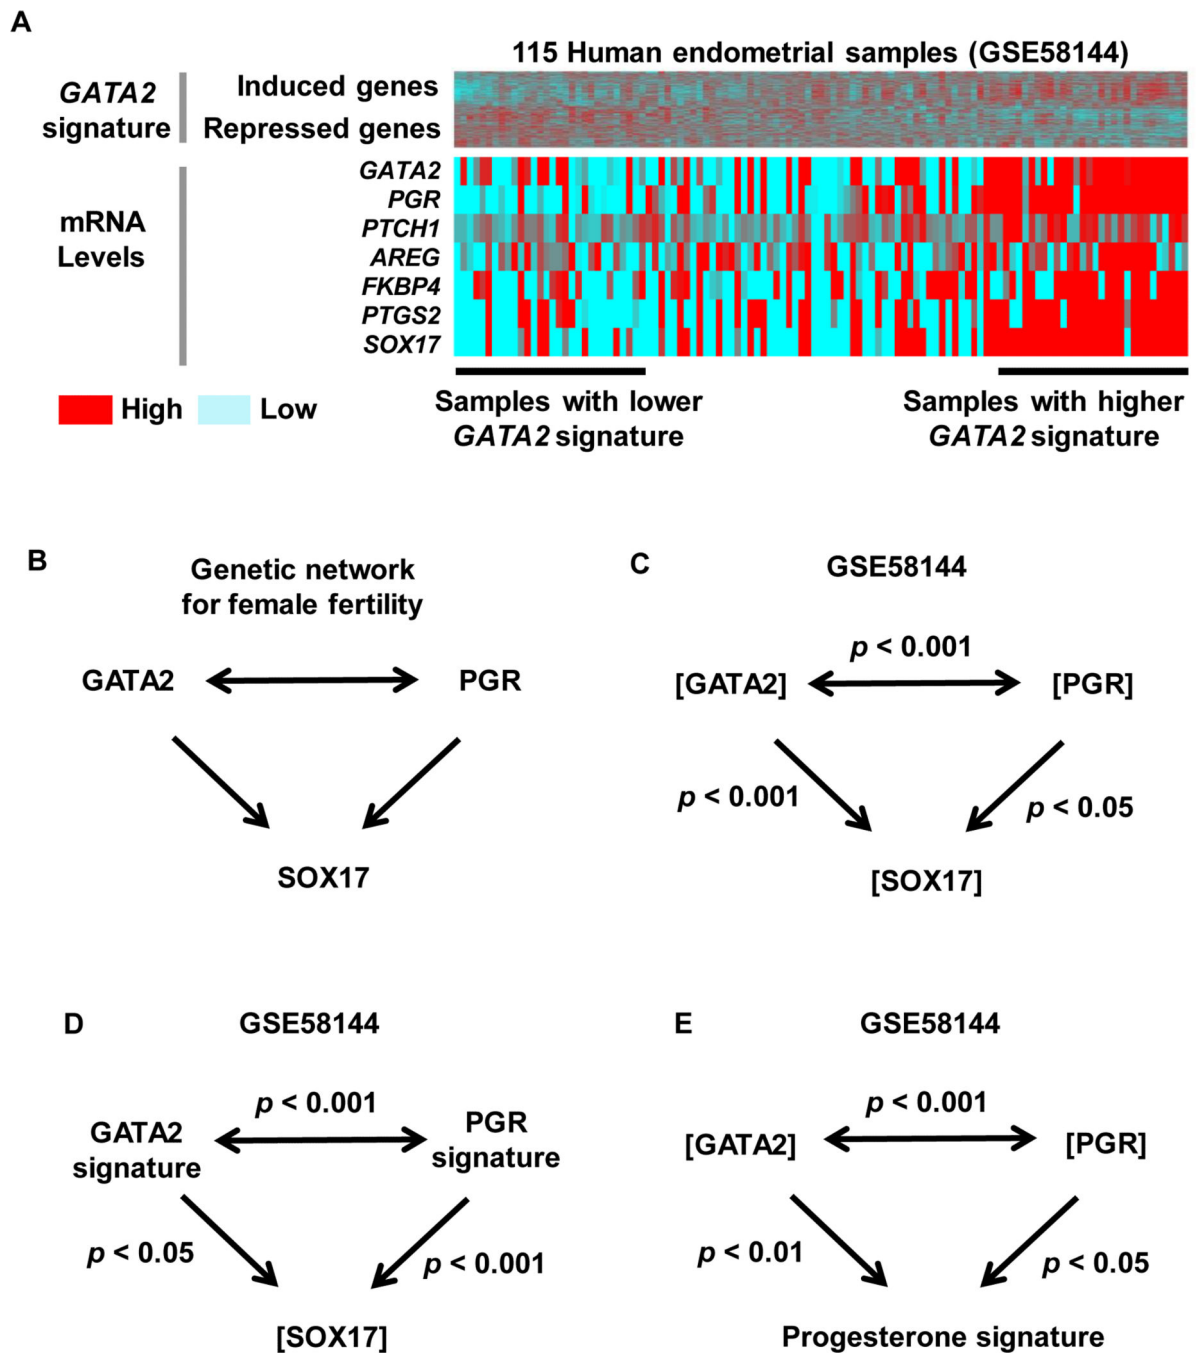 A
115 Human endometrial samples (GSE58144)
GATA2
signature
Induced genes
Repressed genes
mRNA
Levels
GATA2
PGR
PTCH1
AREG
FKBP4
PTGS2
SOX17
High
Low
Samples with lower
GATA2 signature
Samples with higher
GATA2 signature
B
Genetic network
for female fertility
GATA2
PGR
SOX17
C
GSE58144
p < 0.001
[GATA2]
[PGR]
p < 0.001
p < 0.05
[SOX17]
D
GSE58144
p < 0.001
GATA2
signature
PGR
signature
p < 0.05
p < 0.001
[SOX17]
E
GSE58144
p < 0.001
[GATA2]
[PGR]
p < 0.01
p < 0.05
Progesterone signature